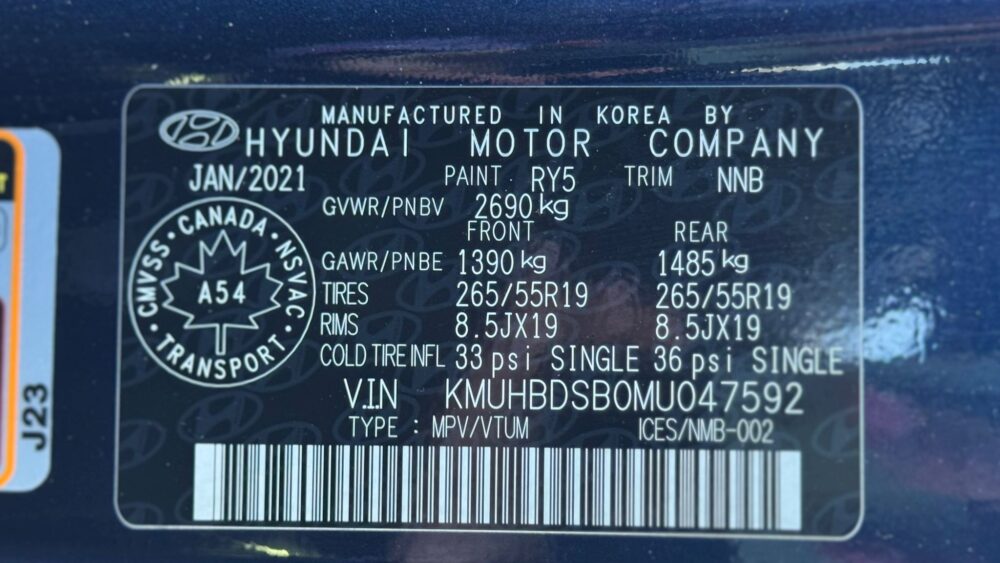 MANUFACTURED IN KOREA BY
HYUNDAI MOTOR COMPANY
JAN/2021 PAINT RY5 TRIM NNB
GVWR/PNBV 2690 kg
FRONT REAR
GAWR/PNBE 1390 kg 1485 kg
TIRES 265/55R19 265/55R19
RIMS 8.5JX19 8.5JX19
COLD TIRE INFL 33 psi SINGLE 36 psi SINGLE
V.I.N KMUHBDSB0MU047592
TYPE : MPV/VTUM ICES/NMB-002
CMVSS · CANADA · NSVAC · TRANSPORT ·
A54
J23